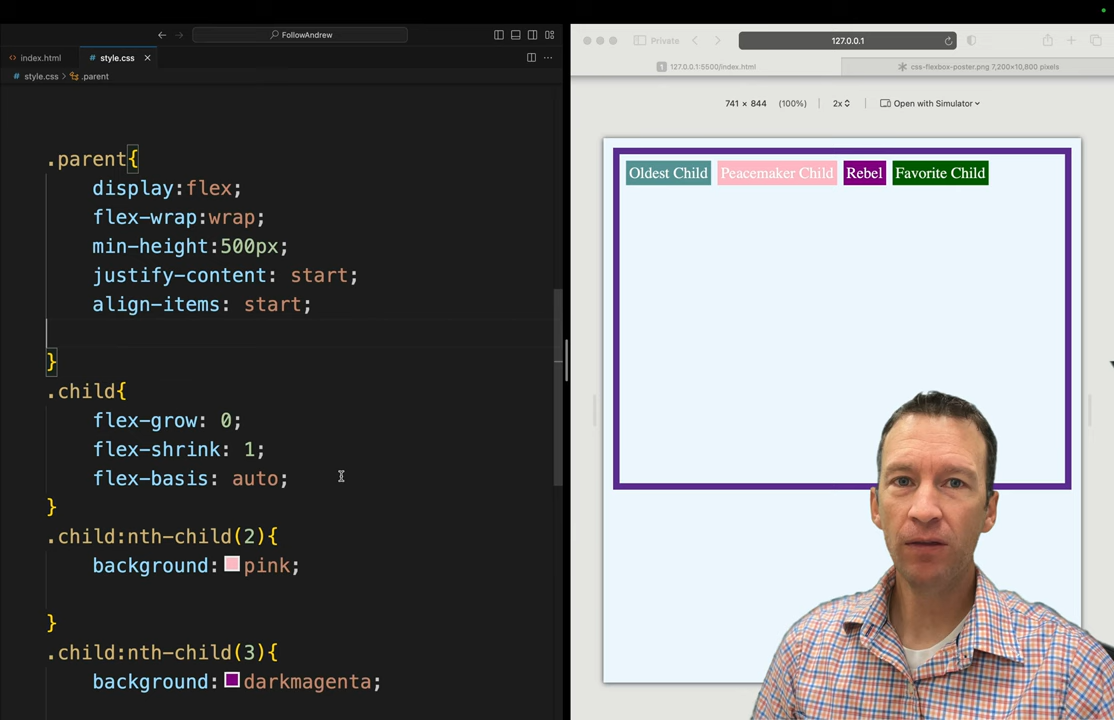 FollowAndrew
index.html
style.css
style.css > .parent
.parent{
display:flex;
flex-wrap:wrap;
min-height:500px;
justify-content: start;
align-items: start;
}
.child{
flex-grow: 0;
flex-shrink: 1;
flex-basis: auto;
}
.child:nth-child(2){
background: pink;
}
.child:nth-child(3){
background: darkmagenta;
Private
127.0.0.1
1 127.0.0.1:5500/index.html
css-flexbox-poster.png 7,200×10,800 pixels
741 × 844 (100%) 2x Open with Simulator
Oldest Child Peacemaker Child Rebel Favorite Child